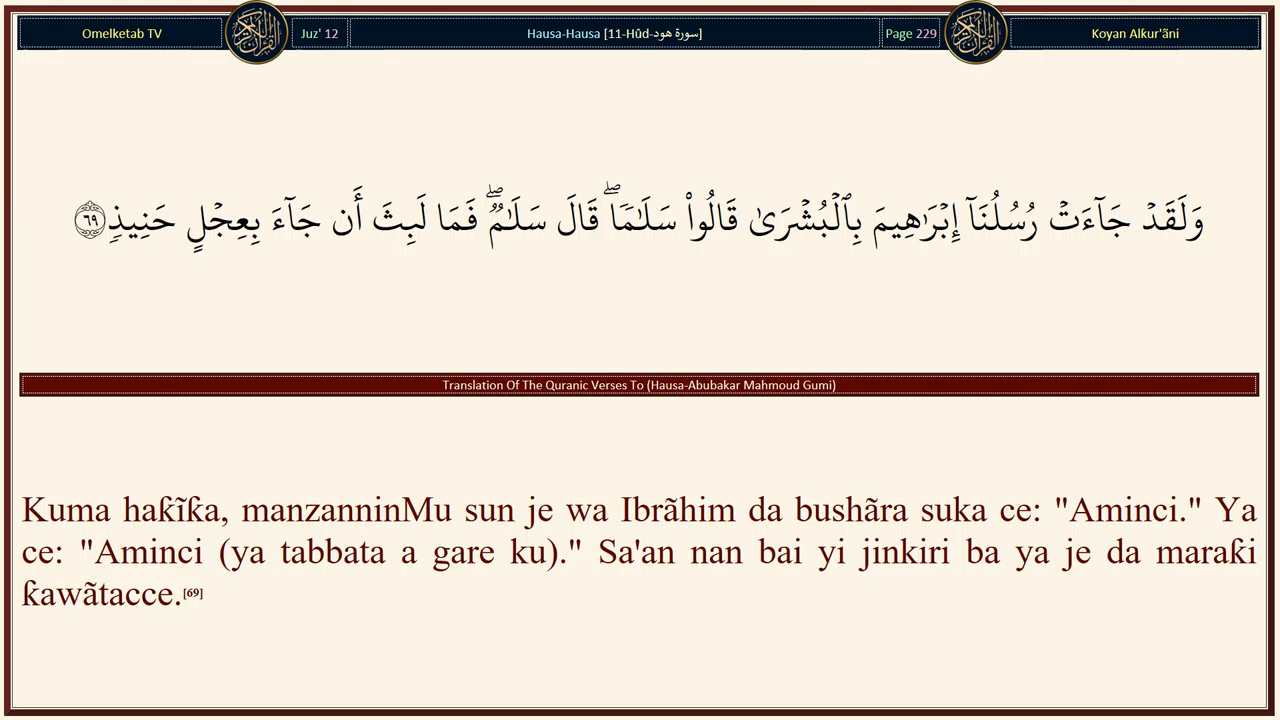 Omelketab TV
Juz' 12
Hausa-Hausa [11-Hûd-سورة هود]
Page 229
Koyan Alƙur'ãni
وَلَقَدۡ جَآءَتۡ رُسُلُنَآ إِبۡرَٰهِيمَ بِٱلۡبُشۡرَىٰ قَالُواْ سَلَٰمٗاۖ قَالَ سَلَٰمٞۖ فَمَا لَبِثَ أَن جَآءَ بِعِجۡلٍ حَنِيذٖ ٦٩
Translation Of The Quranic Verses To (Hausa-Abubakar Mahmoud Gumi)
Kuma haƙĩƙa, manzanninMu sun je wa Ibrãhim da bushãra suka ce: "Aminci." Ya
ce: "Aminci (ya tabbata a gare ku)." Sa'an nan bai yi jinkiri ba ya je da maraƙi
ƙawãtacce.[69]